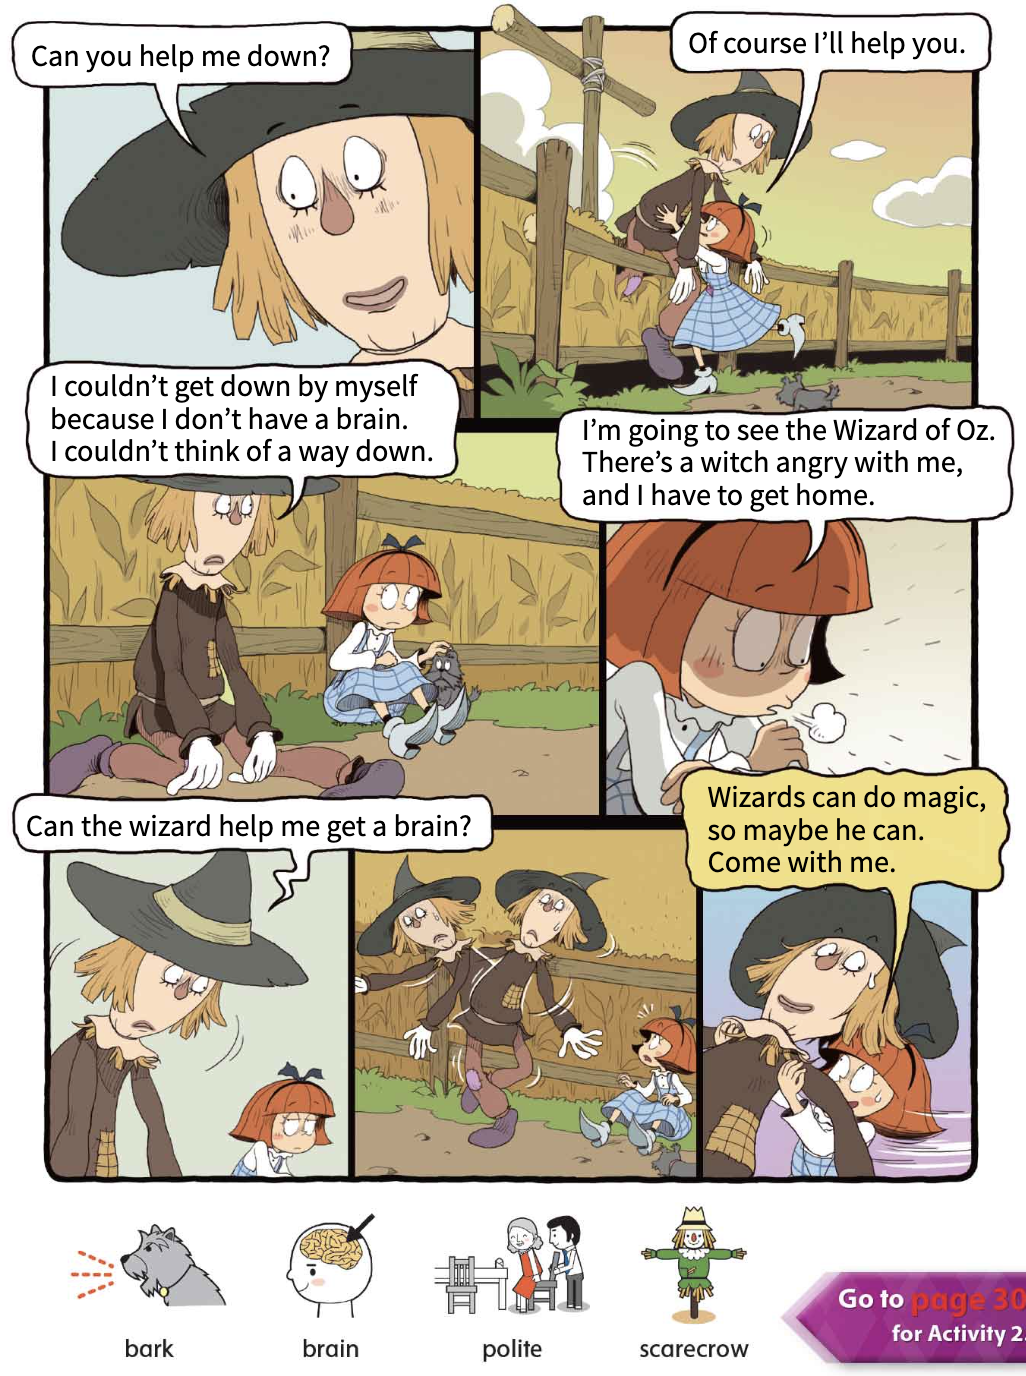 Can you help me down?
Of course I'll help you.
I couldn't get down by myself
because I don't have a brain.
I couldn't think of a way down.
I'm going to see the Wizard of Oz.
There's a witch angry with me,
and I have to get home.
Can the wizard help me get a brain?
Wizards can do magic,
so maybe he can.
Come with me.
bark
brain
polite
scarecrow
Go to page 30
for Activity 2.